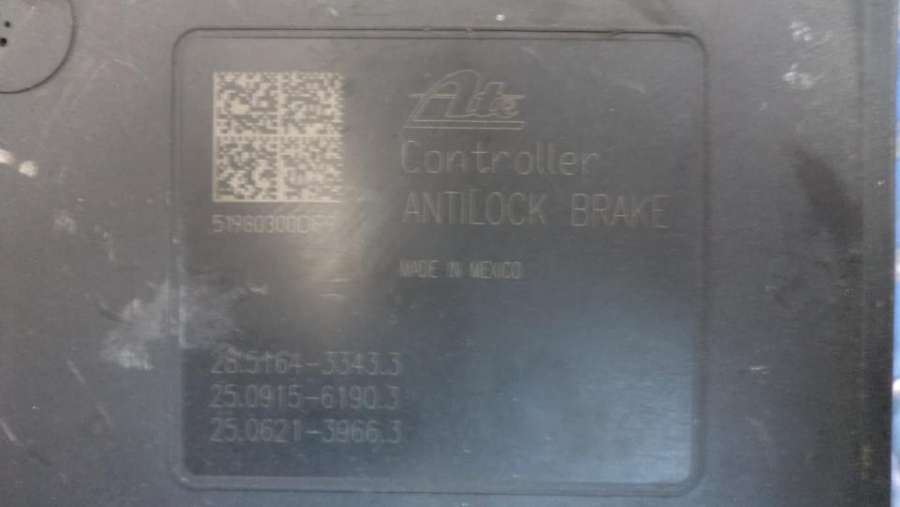 Ate
Controller
ANTILOCK BRAKE
MADE IN MEXICO
28.5164-3343.3
25.0915-6190.3
25.0621-3966.3